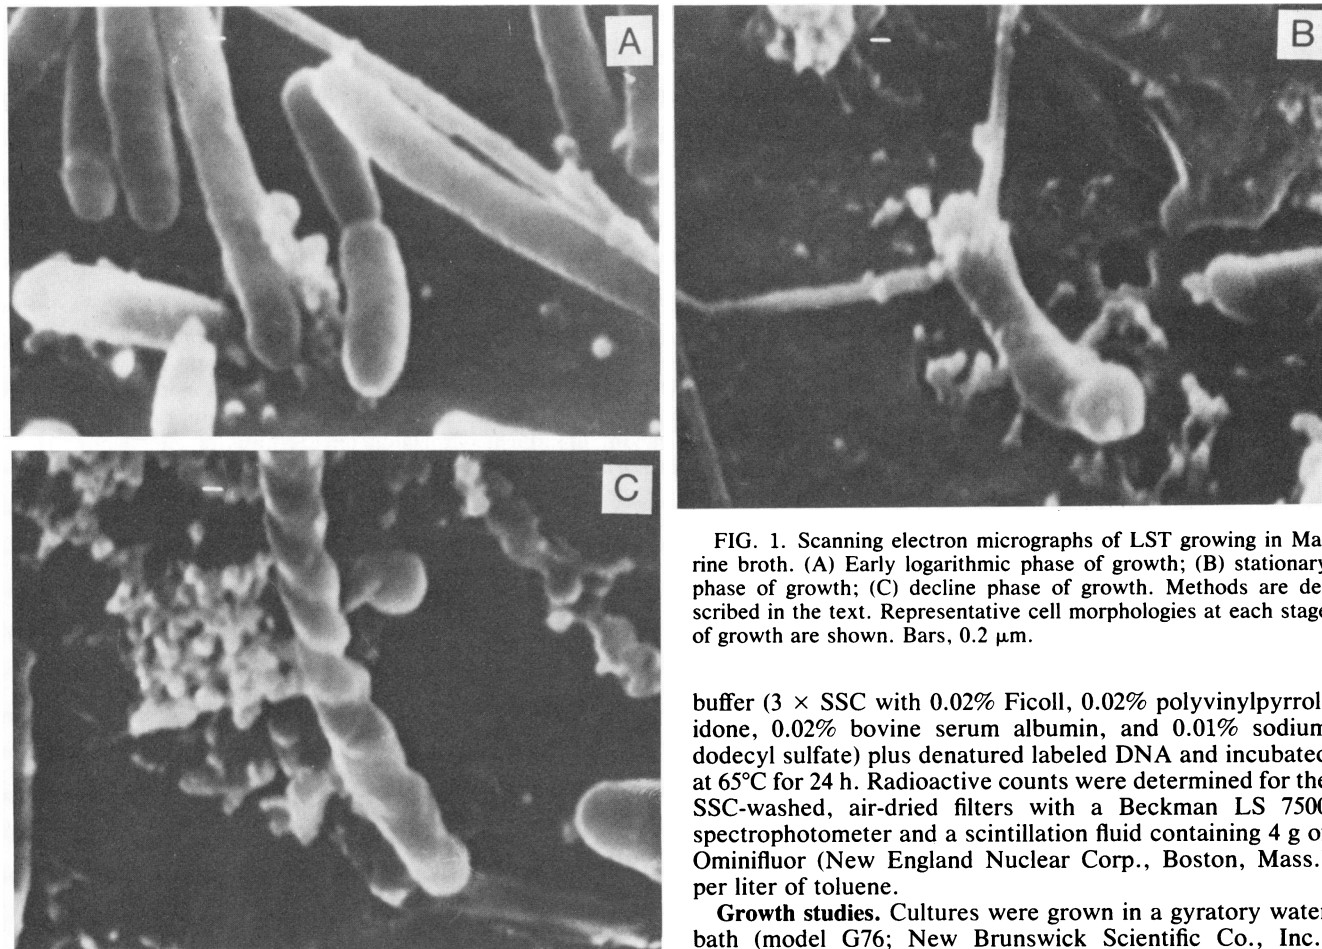 A
B
C
FIG. 1. Scanning electron micrographs of LST growing in Ma
rine broth. (A) Early logarithmic phase of growth; (B) stationary
phase of growth; (C) decline phase of growth. Methods are de
scribed in the text. Representative cell morphologies at each stage
of growth are shown. Bars, 0.2 μm.
buffer (3 × SSC with 0.02% Ficoll, 0.02% polyvinylpyrrol
idone, 0.02% bovine serum albumin, and 0.01% sodium
dodecyl sulfate) plus denatured labeled DNA and incubated
at 65°C for 24 h. Radioactive counts were determined for the
SSC-washed, air-dried filters with a Beckman LS 7500
spectrophotometer and a scintillation fluid containing 4 g of
Ominifluor (New England Nuclear Corp., Boston, Mass.
per liter of toluene.
Growth studies. Cultures were grown in a gyratory water
bath (model G76; New Brunswick Scientific Co., Inc.